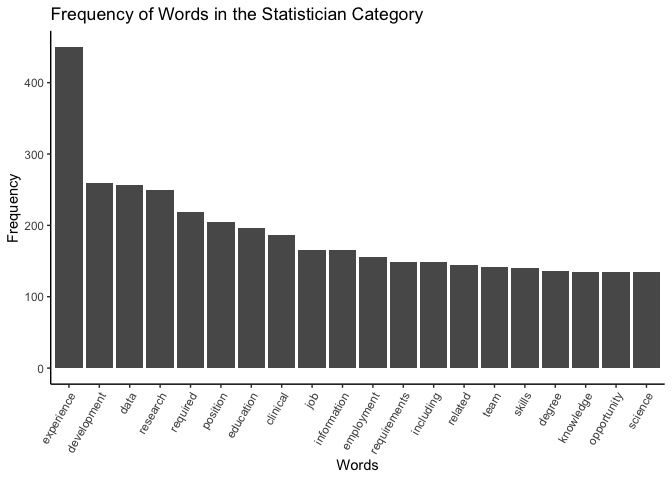 Frequency of Words in the Statistician Category
Frequency
400
300
200
100
0
experience
development
data
research
required
position
education
clinical
job
information
employment
requirements
including
related
team
skills
degree
knowledge
opportunity
science
Words